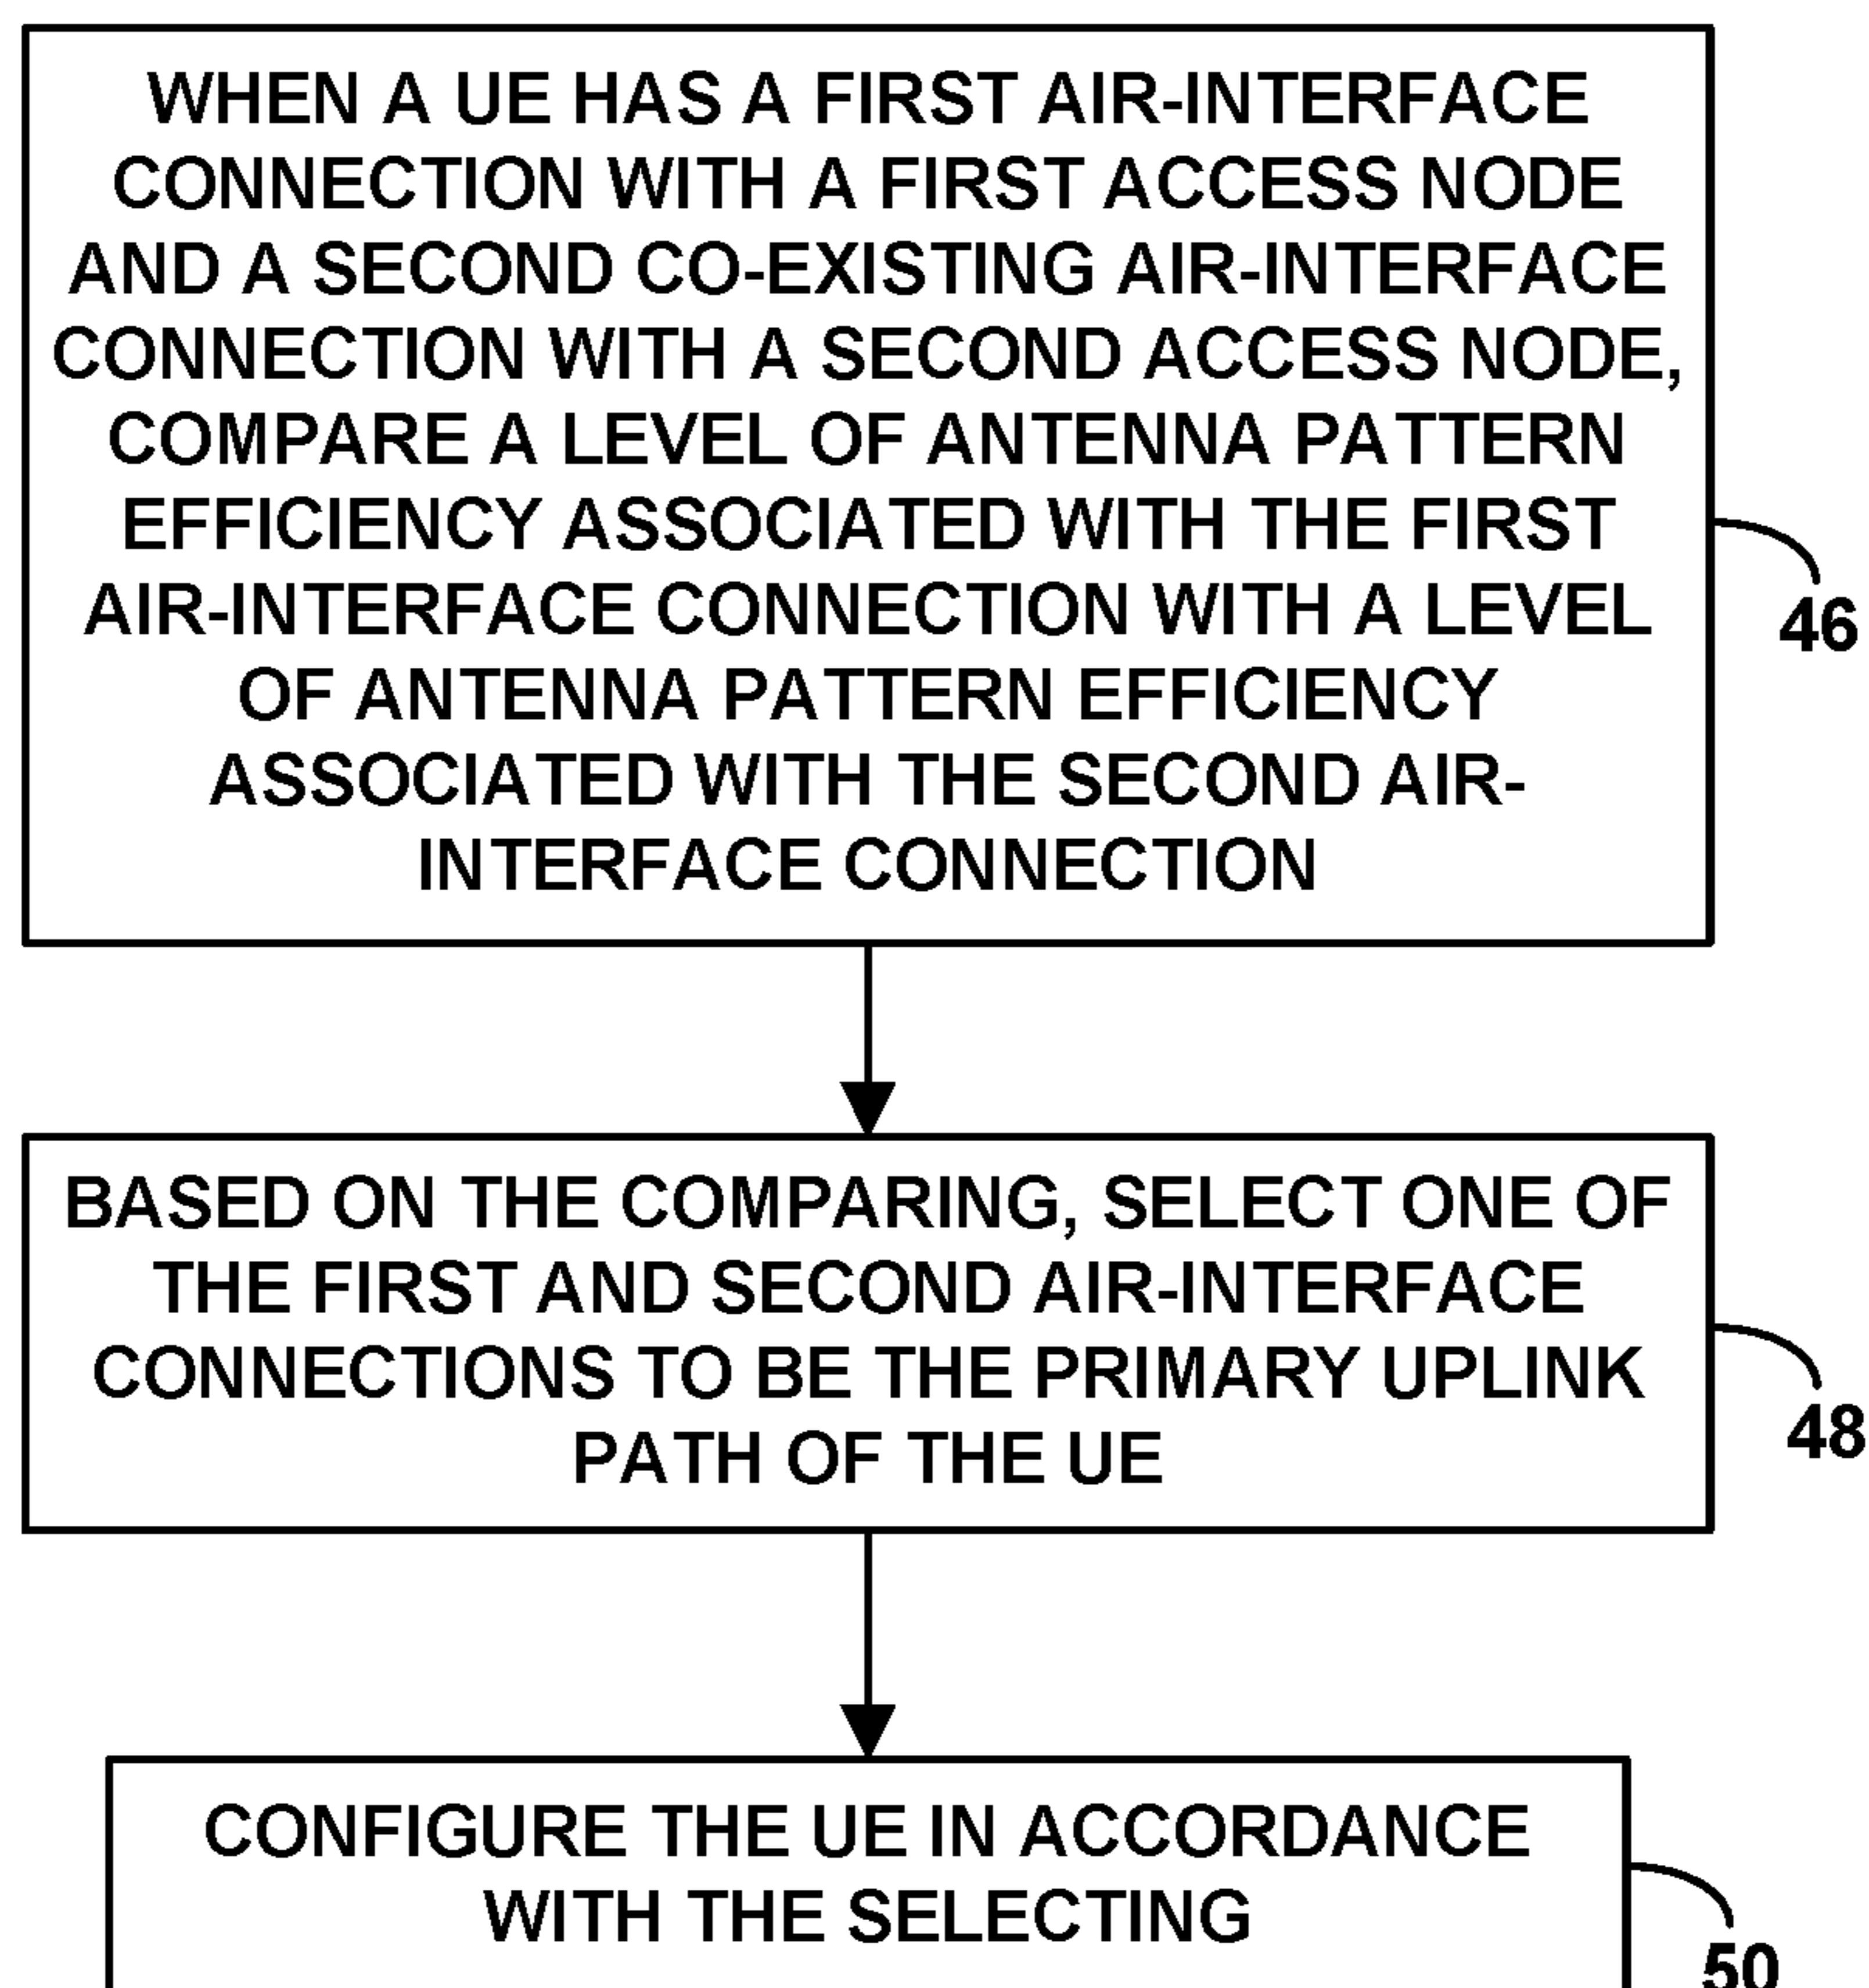 WHEN A UE HAS A FIRST AIR-INTERFACE
CONNECTION WITH A FIRST ACCESS NODE
AND A SECOND CO-EXISTING AIR-INTERFACE
CONNECTION WITH A SECOND ACCESS NODE,
COMPARE A LEVEL OF ANTENNA PATTERN
EFFICIENCY ASSOCIATED WITH THE FIRST
AIR-INTERFACE CONNECTION WITH A LEVEL
OF ANTENNA PATTERN EFFICIENCY
ASSOCIATED WITH THE SECOND AIR-
INTERFACE CONNECTION
46
BASED ON THE COMPARING, SELECT ONE OF
THE FIRST AND SECOND AIR-INTERFACE
CONNECTIONS TO BE THE PRIMARY UPLINK
PATH OF THE UE
48
CONFIGURE THE UE IN ACCORDANCE
WITH THE SELECTING
50